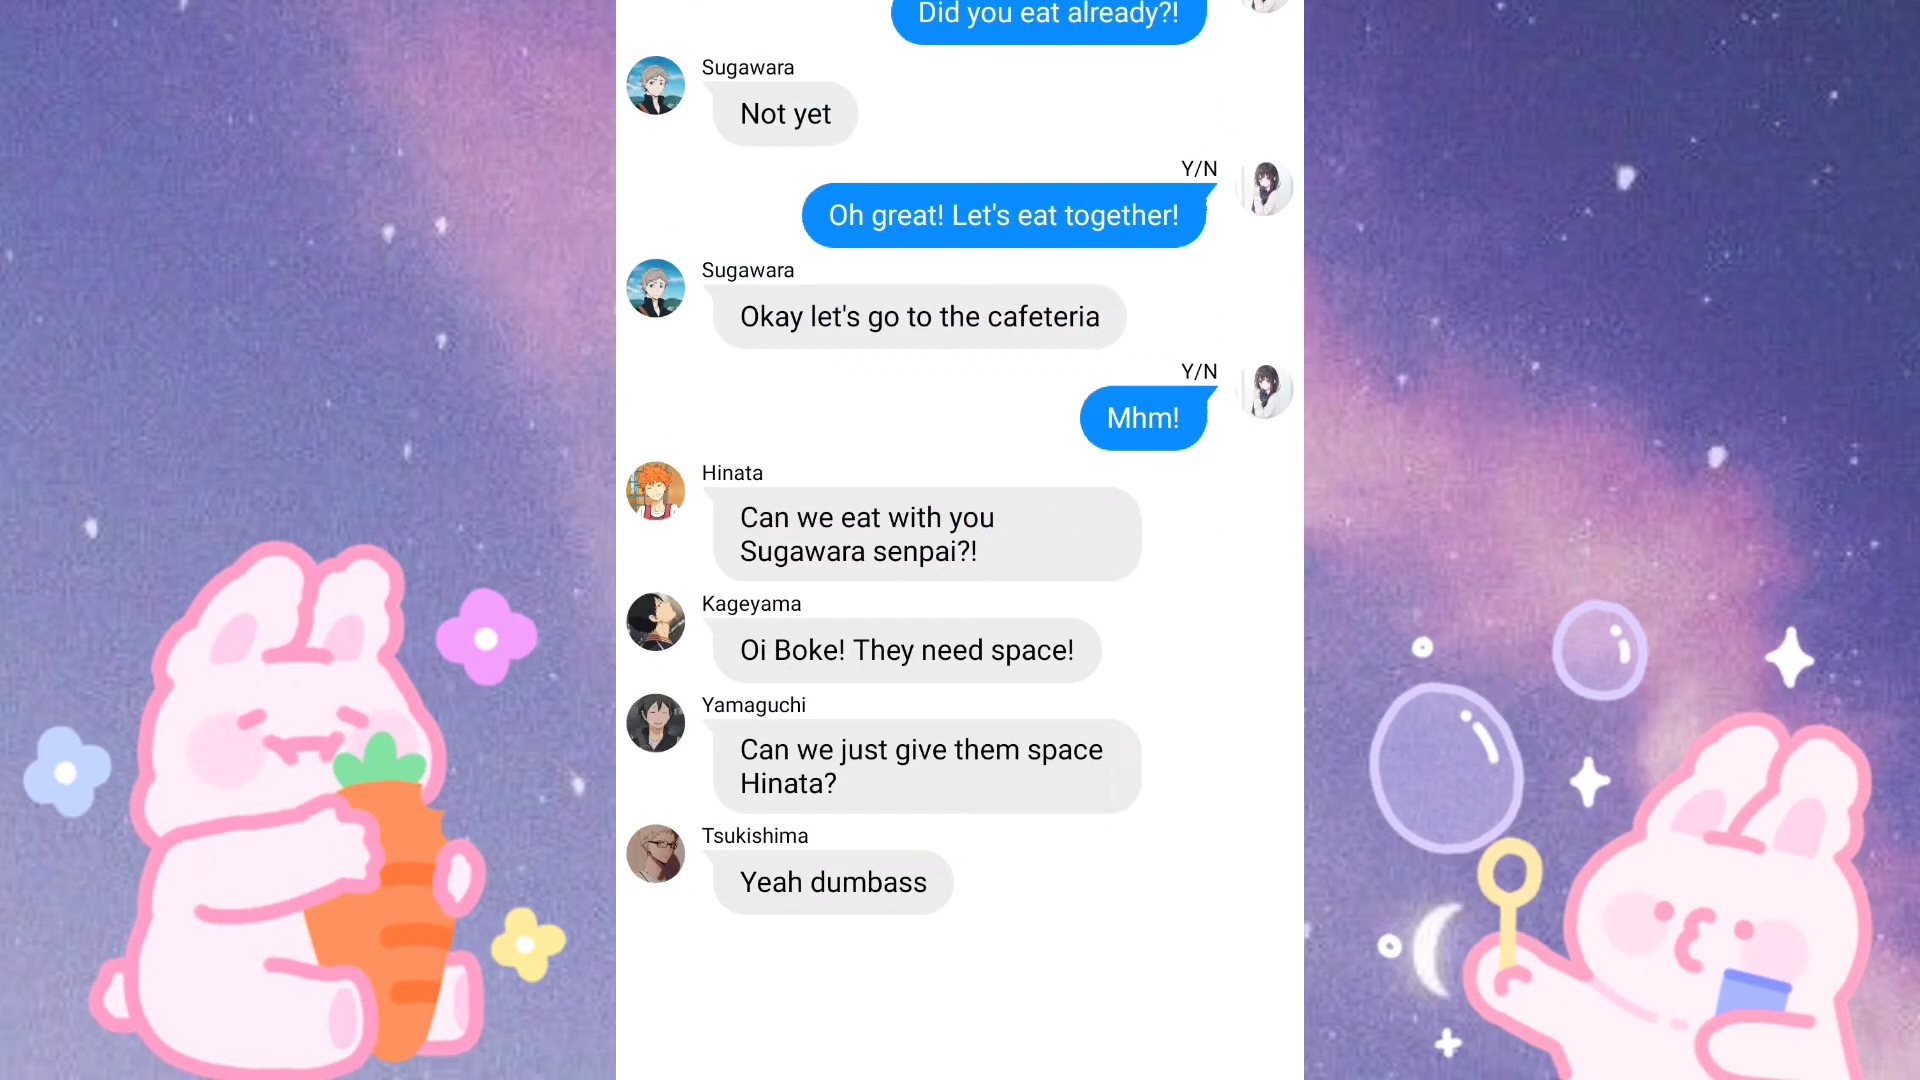 Did you eat already?!
Sugawara
Not yet
Y/N
Oh great! Let's eat together!
Sugawara
Okay let's go to the cafeteria
Y/N
Mhm!
Hinata
Can we eat with you
Sugawara senpai?!
Kageyama
Oi Boke! They need space!
Yamaguchi
Can we just give them space
Hinata?
Tsukishima
Yeah dumbass